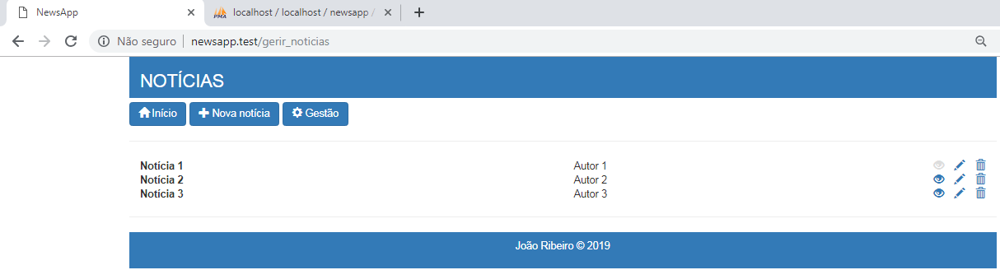 NewsApp
PMA localhost / localhost / newsapp /
Não seguro | newsapp.test/gerir_noticias
NOTÍCIAS
Início Nova notícia Gestão
Notícia 1 Autor 1
Notícia 2 Autor 2
Notícia 3 Autor 3
João Ribeiro © 2019